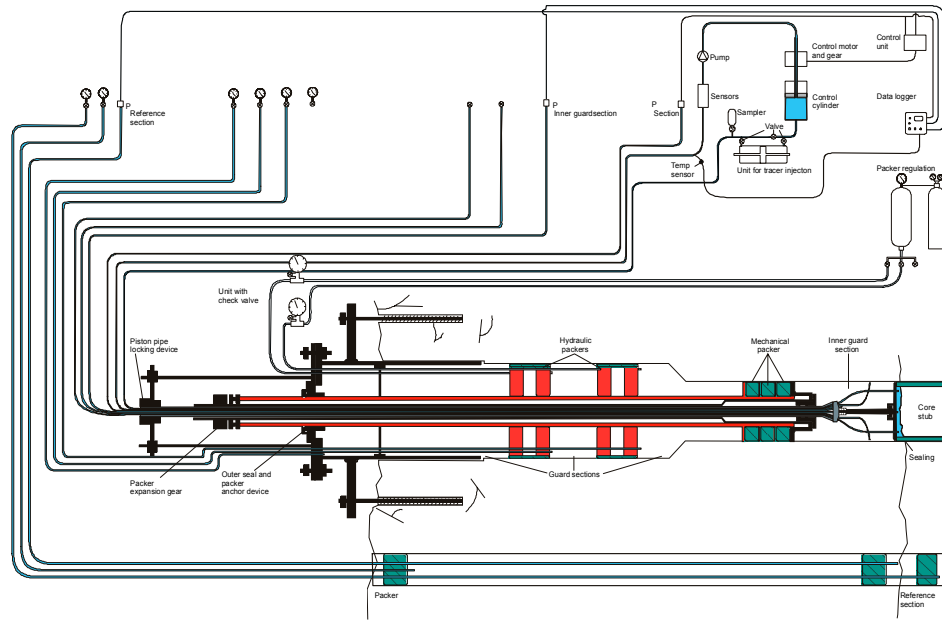 P
Reference
section
P
Inner guardsection
P
Section
Pump
Sensors
Sampler
Valve
Temp
sensor
Unit for tracer injecton
Control motor
and gear
Control
cylinder
Control
unit
Data logger
Packer regulation
Unit with
check valve
Piston pipe
locking device
Hydraulic
packers
Mechanical
packer
Inner guard
section
Core
stub
Sealing
Packer
expansion gear
Outer seal and
packer
anchor device
Guard sections
Packer
Reference
section